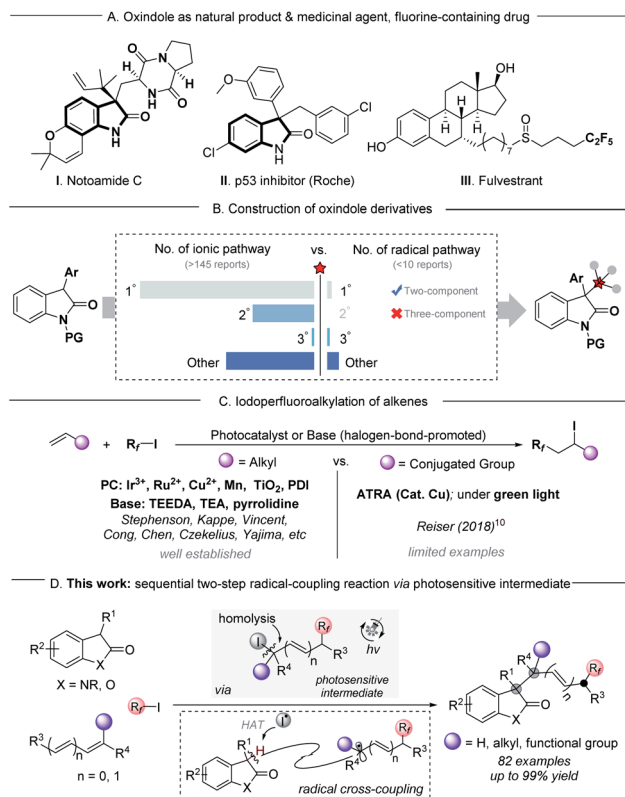 A. Oxindole as natural product & medicinal agent, fluorine-containing drug
O
N
H
H
N
H
O
O
N
H
O
I. Notoamide C
O
Cl
O
Cl
N
H
II. p53 inhibitor (Roche)
OH
H
H
H
HO
7
O
S
C2F5
III. Fulvestrant
B. Construction of oxindole derivatives
No. of ionic pathway vs. No. of radical pathway
(>145 reports) (<10 reports)
Ar
O
N
PG
1° 1° Two-component
2° 2° Three-component
3° 3°
Other Other
Ar
O
N
PG
C. Iodoperfluoroalkylation of alkenes
+ Rf—I
Photocatalyst or Base (halogen-bond-promoted)
I
Rf
= Alkyl vs. = Conjugated Group
PC: Ir3+, Ru2+, Cu2+, Mn, TiO2, PDI
Base: TEEDA, TEA, pyrrolidine
Stephenson, Kappe, Vincent,
Cong, Chen, Czekelius, Yajima, etc
well established
ATRA (Cat. Cu); under green light
Reiser (2018)10
limited examples
D. This work: sequential two-step radical-coupling reaction via photosensitive intermediate
R1
R2
O
X
X = NR, O
Rf—I
R3
n
R4
n = 0, 1
homolysis
I
Rf
R4
n
R3
hv
via
photosensitive
intermediate
HAT
I•
R1
H
R2
O
X
Rf
R4
n
R3
radical cross-coupling
R4
R1
Rf
n
R3
R2
O
X
= H, alkyl, functional group
82 examples
up to 99% yield